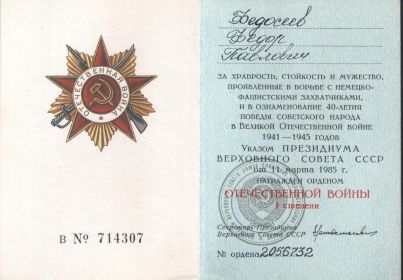 ОТЕЧЕСТВЕННАЯ ВОЙНА
В № 714307
Федосеев
Федор
Павлович
ЗА ХРАБРОСТЬ, СТОЙКОСТЬ И МУЖЕСТВО,
ПРОЯВЛЕННЫЕ В БОРЬБЕ С НЕМЕЦКО-
ФАШИСТСКИМИ ЗАХВАТЧИКАМИ,
И В ОЗНАМЕНОВАНИЕ 40-ЛЕТИЯ
ПОБЕДЫ СОВЕТСКОГО НАРОДА
В ВЕЛИКОЙ ОТЕЧЕСТВЕННОЙ ВОЙНЕ
1941—1945 ГОДОВ
УКАЗОМ ПРЕЗИДИУМА
ВЕРХОВНОГО СОВЕТА СССР
от 11 марта 1985 г.
НАГРАЖДЕН ОРДЕНОМ
ОТЕЧЕСТВЕННОЙ ВОЙНЫ
I степени
Секретарь Президиума
Верховного Совета СССР
№ ордена 2056732